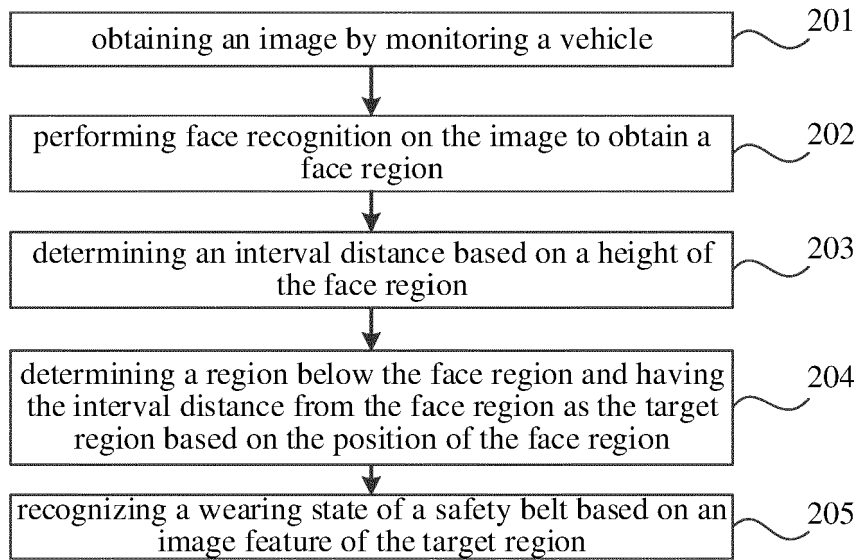 obtaining an image by monitoring a vehicle
201
performing face recognition on the image to obtain a
face region
202
determining an interval distance based on a height of
the face region
203
determining a region below the face region and having
the interval distance from the face region as the target
region based on the position of the face region
204
recognizing a wearing state of a safety belt based on an
image feature of the target region
205